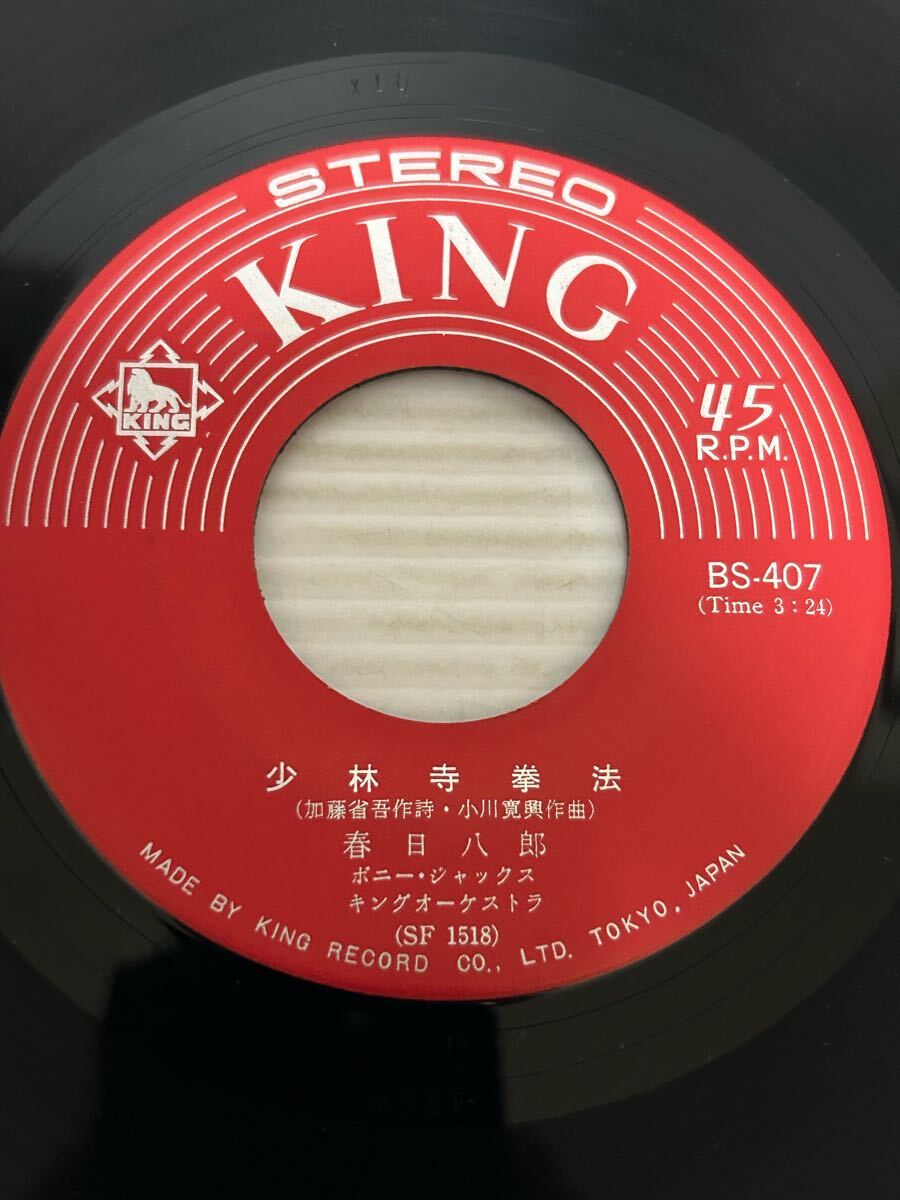 X10
STEREO
KING
KING
45
R.P.M.
BS-407
(Time 3:24)
少林寺拳法
(加藤省吾作詩・小川寛興作曲)
春日八郎
ボニー・ジャックス
キングオーケストラ
(SF 1518)
MADE BY KING RECORD CO., LTD. TOKYO, JAPAN